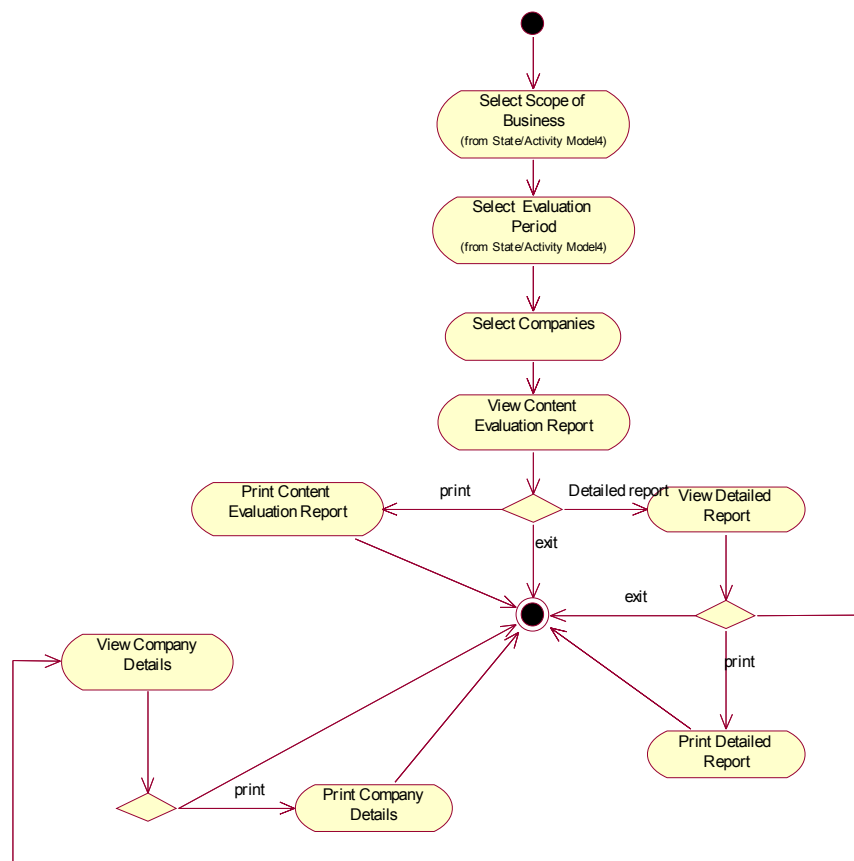 Select Scope of
Business
(from State/Activity Model4)
Select Evaluation
Period
(from State/Activity Model4)
Select Companies
View Content
Evaluation Report
Print Content
Evaluation Report
print
Detailed report
View Detailed
Report
exit
exit
View Company
Details
print
Print Detailed
Report
print
Print Company
Details